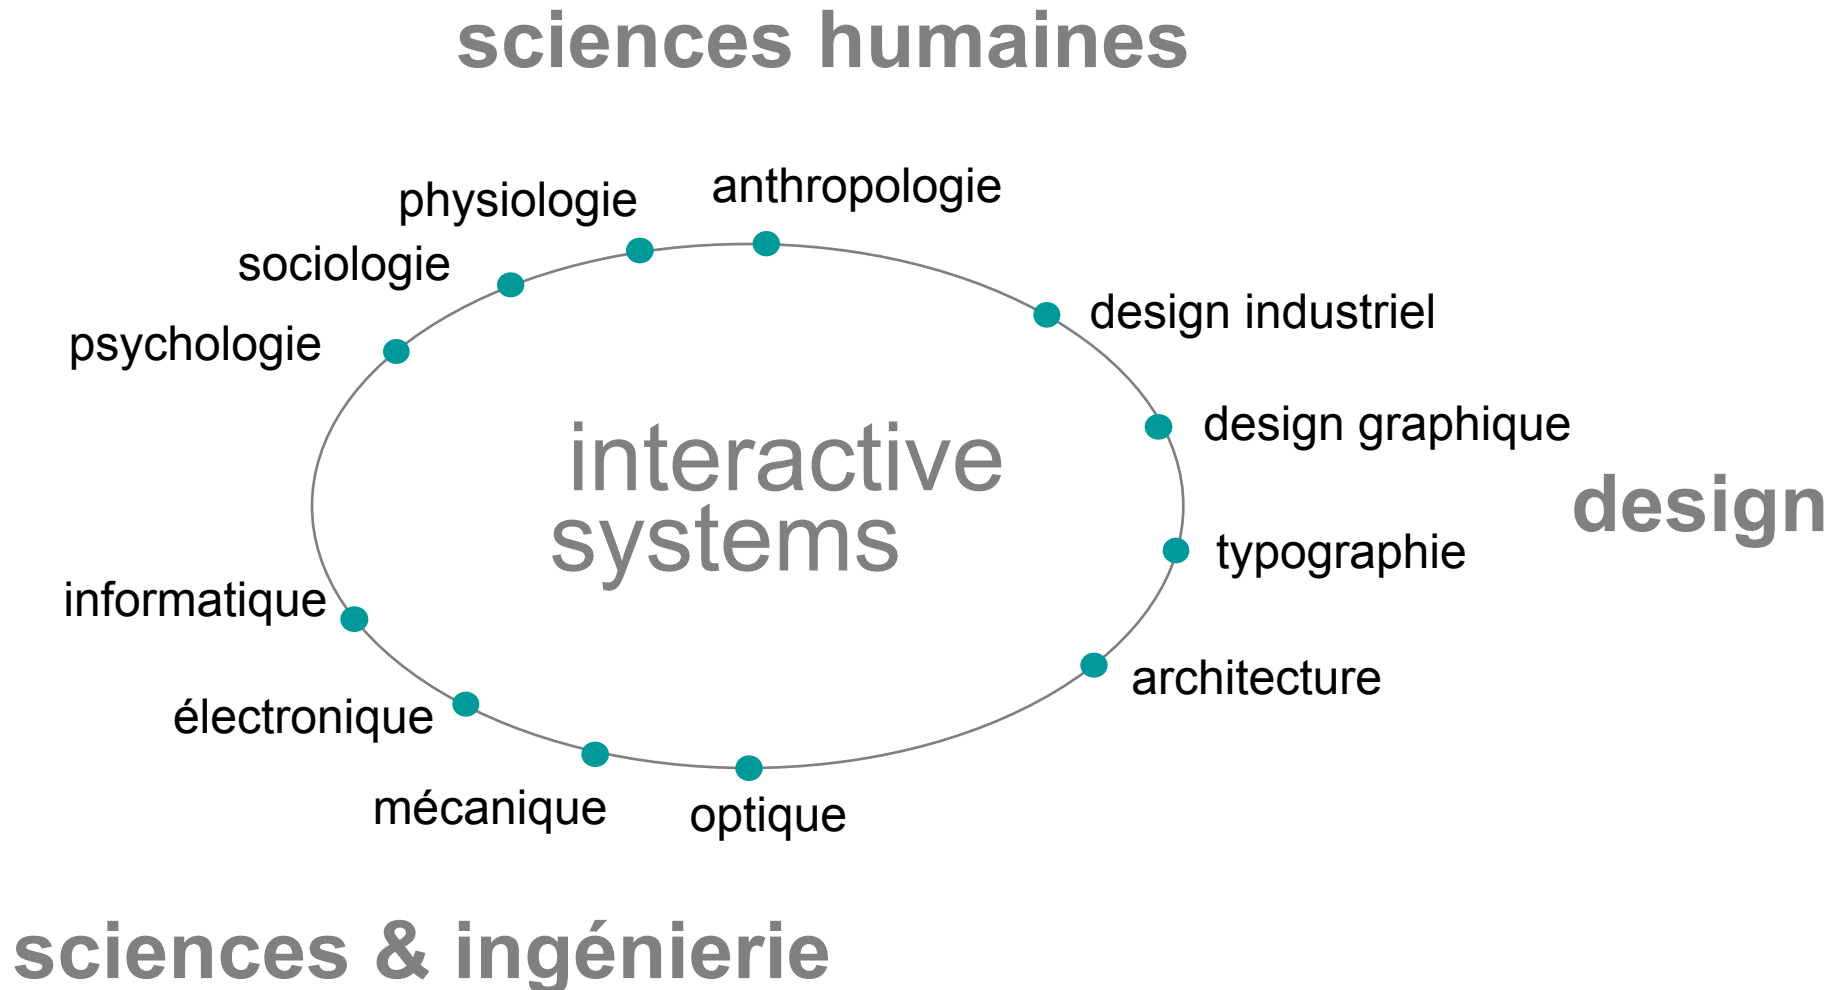 sciences humaines
anthropologie
physiologie
sociologie
psychologie
design industriel
design graphique
interactive
systems
design
typographie
informatique
architecture
électronique
mécanique
optique
sciences & ingénierie